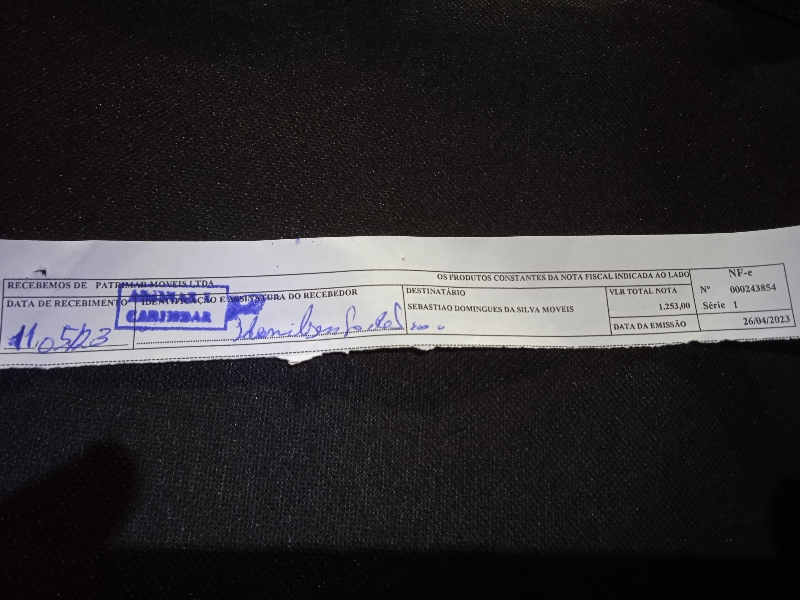 RECEBEMOS DE PATRIMAR MOVEIS LTDA
OS PRODUTOS CONSTANTES DA NOTA FISCAL INDICADA AO LADO
NF-e
DATA DE RECEBIMENTO
IDENTIFICAÇÃO E ASSINATURA DO RECEBEDOR
DESTINATÁRIO
VLR TOTAL NOTA
Nº 000243854
ASSINAR E
CARIMBAR
SEBASTIAO DOMINGUES DA SILVA MOVEIS
1.253,00
Série 1
11/05/23
DATA DA EMISSÃO
26/04/2023